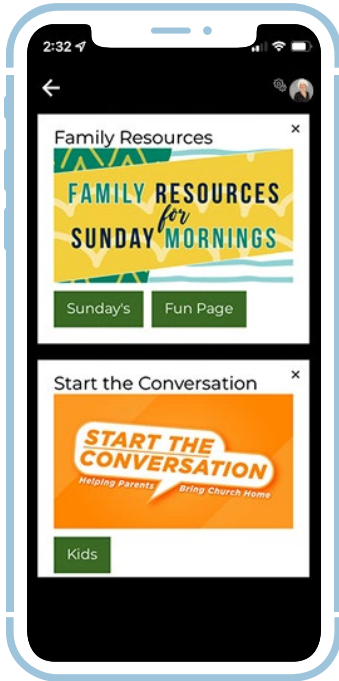 2:32
Family Resources
×
FAMILY RESOURCES
for
SUNDAY MORNINGS
Sunday's Fun Page
Start the Conversation
×
START THE
CONVERSATION
Helping Parents Bring Church Home
Kids